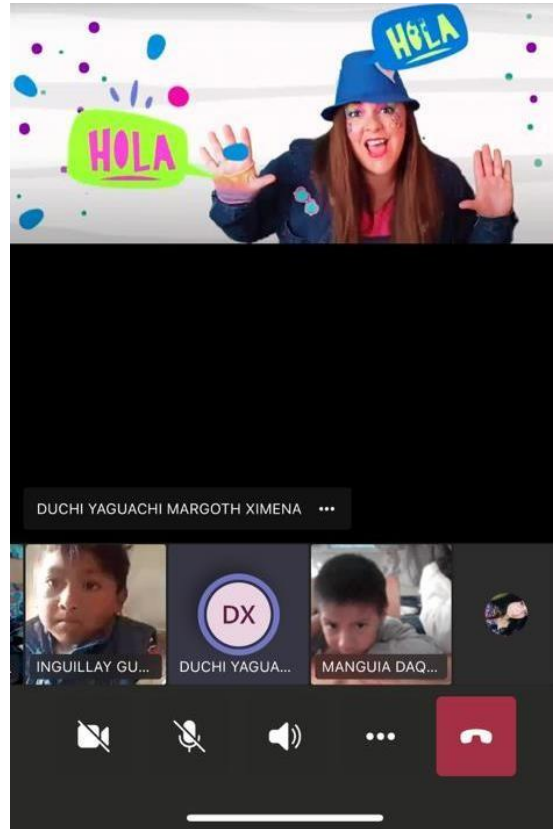 HOLA
HOLA
DUCHI YAGUACHI MARGOTH XIMENA •••
INGUILLAY GU...
DX
DUCHI YAGUA...
MANGUIA DAQ...